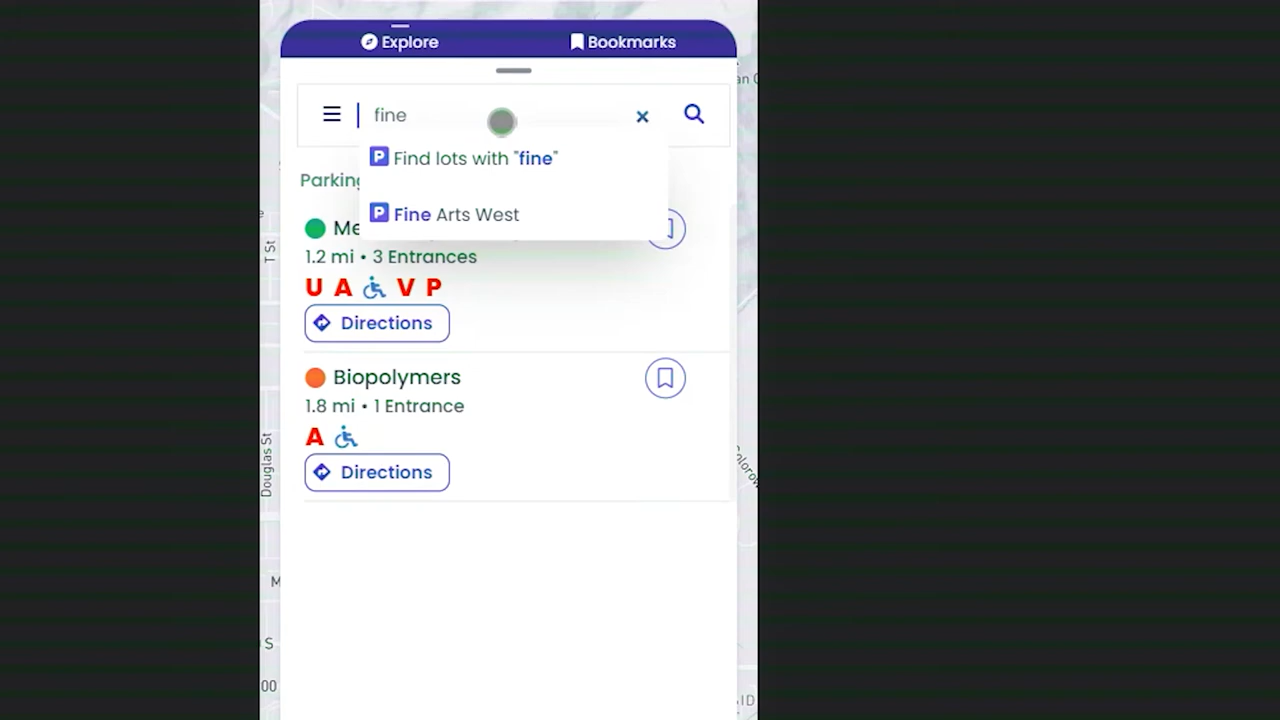 Explore
Bookmarks
fine
Find lots with "fine"
Parking
Fine Arts West
Me
1.2 mi • 3 Entrances
U A V P
Directions
Biopolymers
1.8 mi • 1 Entrance
A
Directions
T St
Douglas St
M
S
00